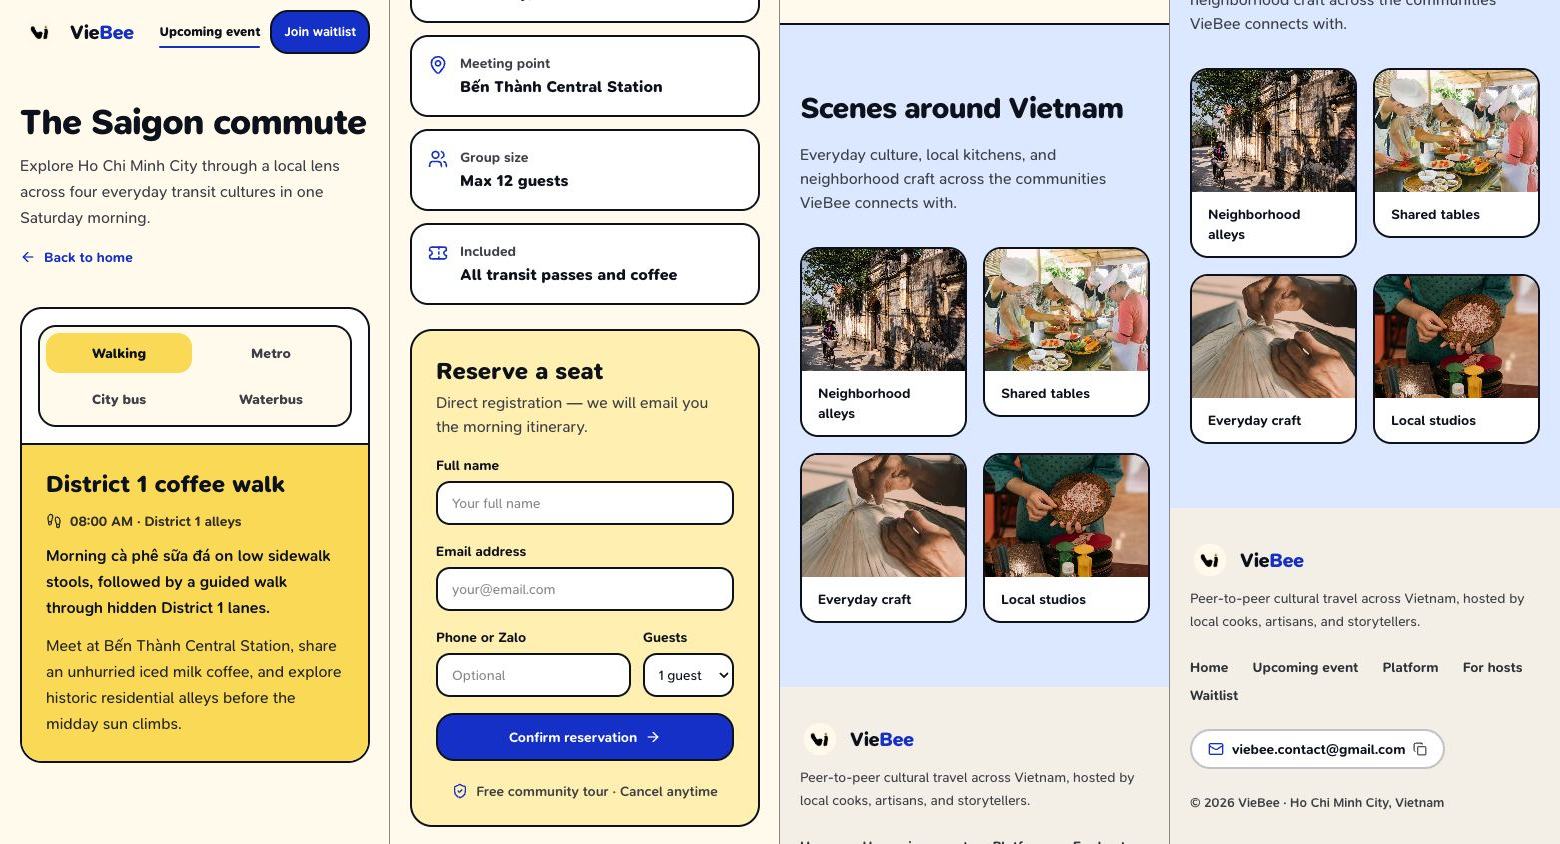 VieBee
Upcoming event
Join waitlist
The Saigon commute
Explore Ho Chi Minh City through a local lens
across four everyday transit cultures in one
Saturday morning.
Back to home
Walking
Metro
City bus
Waterbus
District 1 coffee walk
08:00 AM · District 1 alleys
Morning cà phê sữa đá on low sidewalk
stools, followed by a guided walk
through hidden District 1 lanes.
Meet at Bến Thành Central Station, share
an unhurried iced milk coffee, and explore
historic residential alleys before the
midday sun climbs.
Meeting point
Bến Thành Central Station
Group size
Max 12 guests
Included
All transit passes and coffee
Reserve a seat
Direct registration — we will email you
the morning itinerary.
Full name
Your full name
Email address
your@email.com
Phone or Zalo
Guests
Optional
1 guest
Confirm reservation
Free community tour · Cancel anytime
Scenes around Vietnam
Everyday culture, local kitchens, and
neighborhood craft across the communities
VieBee connects with.
Neighborhood
alleys
Shared tables
Everyday craft
Local studios
VieBee
Peer-to-peer cultural travel across Vietnam, hosted by
local cooks, artisans, and storytellers.
neighborhood craft across the communities
VieBee connects with.
Neighborhood
alleys
Shared tables
Everyday craft
Local studios
VieBee
Peer-to-peer cultural travel across Vietnam, hosted by
local cooks, artisans, and storytellers.
Home
Upcoming event
Platform
For hosts
Waitlist
viebee.contact@gmail.com
© 2026 VieBee · Ho Chi Minh City, Vietnam